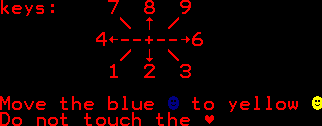 keys: 7 8 9
4 6
1 2 3
Move the blue to yellow
Do not touch the ♥